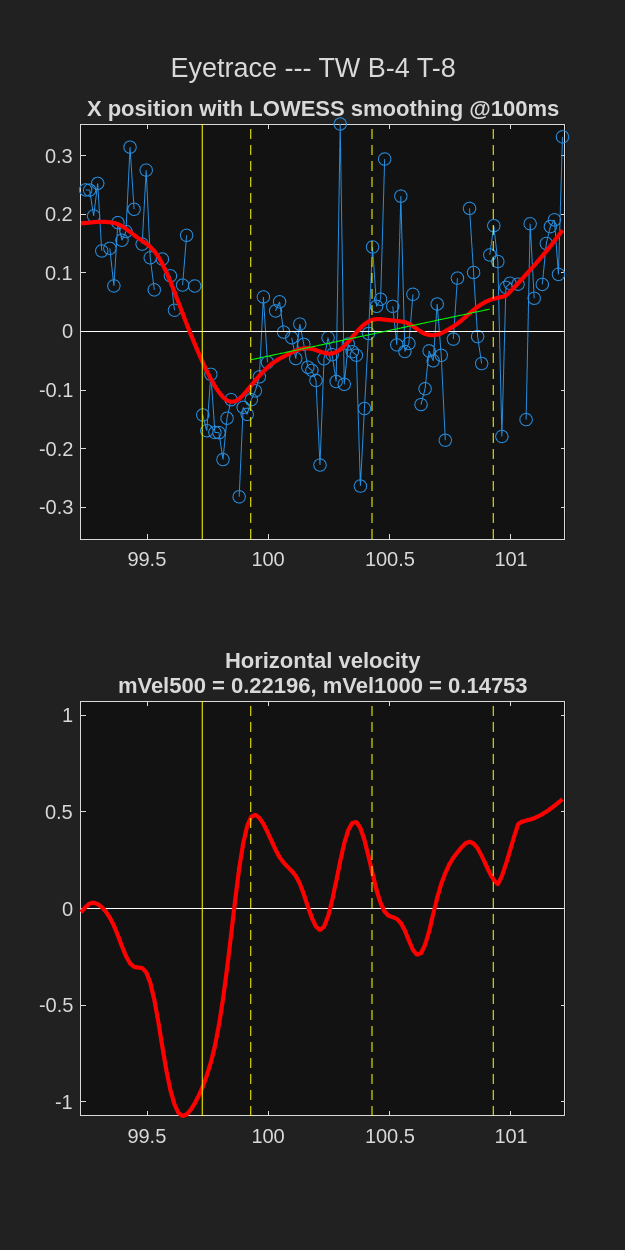 Eyetrace --- TW B-4 T-8
X position with LOWESS smoothing @100ms
0.3
0.2
0.1
0
-0.1
-0.2
-0.3
99.5 100 100.5 101
Horizontal velocity
mVel500 = 0.22196, mVel1000 = 0.14753
1
0.5
0
-0.5
-1
99.5 100 100.5 101